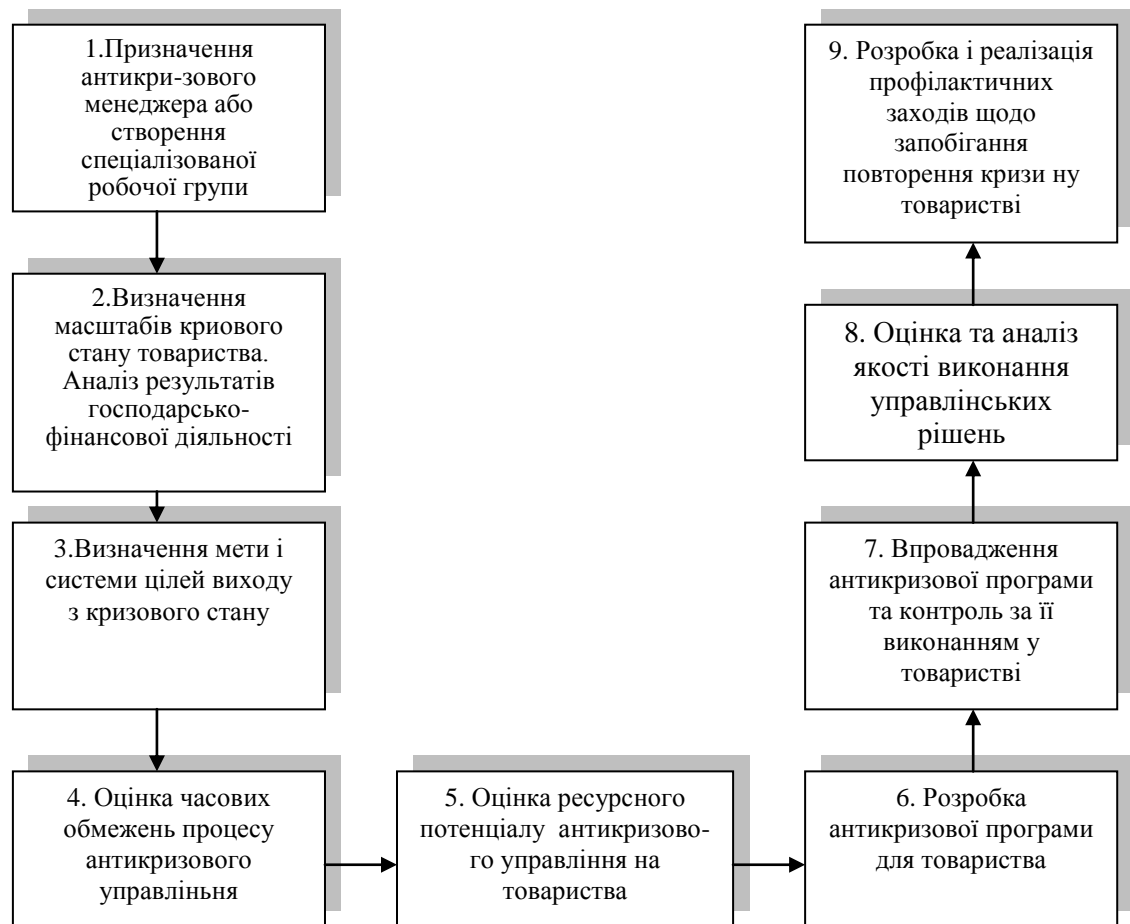 1.Призначення
антикри-зового
менеджера або
створення
спеціалізованої
робочої групи
2.Визначення
масштабів криового
стану товариства.
Аналіз результатів
господарсько-
фінансової діяльності
3.Визначення мети і
системи цілей виходу
з кризового стану
4. Оцінка часових
обмежень процесу
антикризового
управліньня
5. Оцінка ресурсного
потенціалу антикризово-
го управління на
товариства
6. Розробка
антикризової програми
для товариства
7. Впровадження
антикризової програми
та контроль за її
виконанням у
товаристві
8. Оцінка та аналіз
якості виконання
управлінських
рішень
9. Розробка і реалізація
профілактичних
заходів щодо
запобігання
повторення кризи ну
товаристві